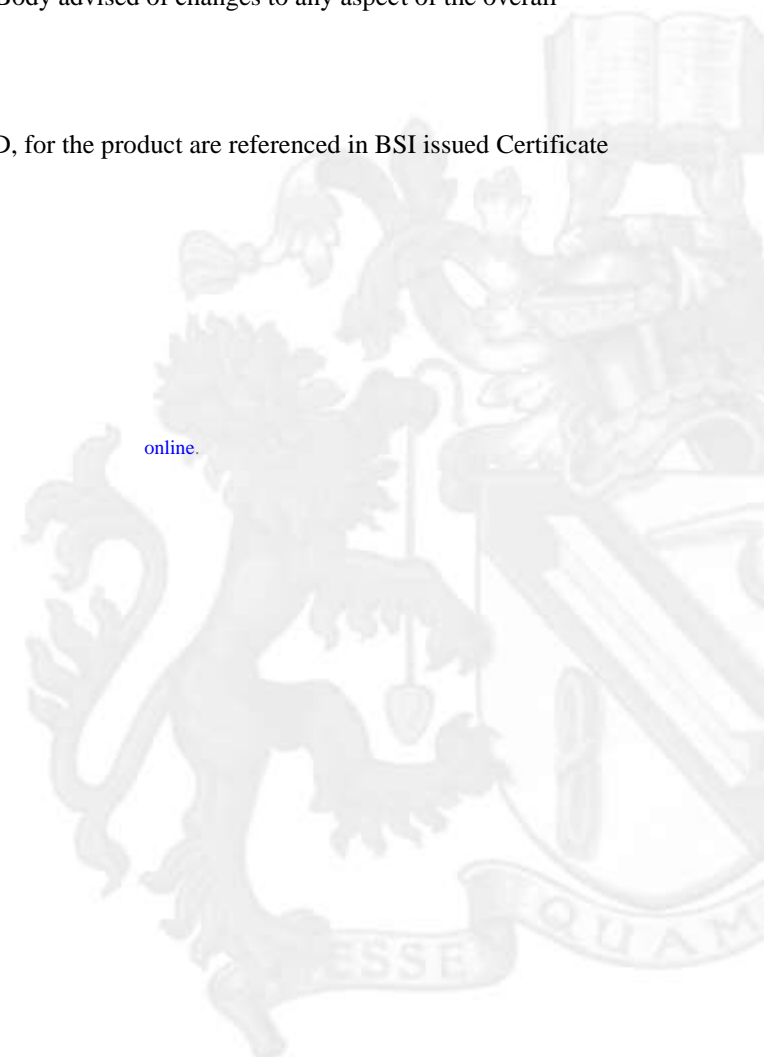 Body advised of changes to any aspect of the overall
D, for the product are referenced in BSI issued Certificate
online.
ESSE
QUAM